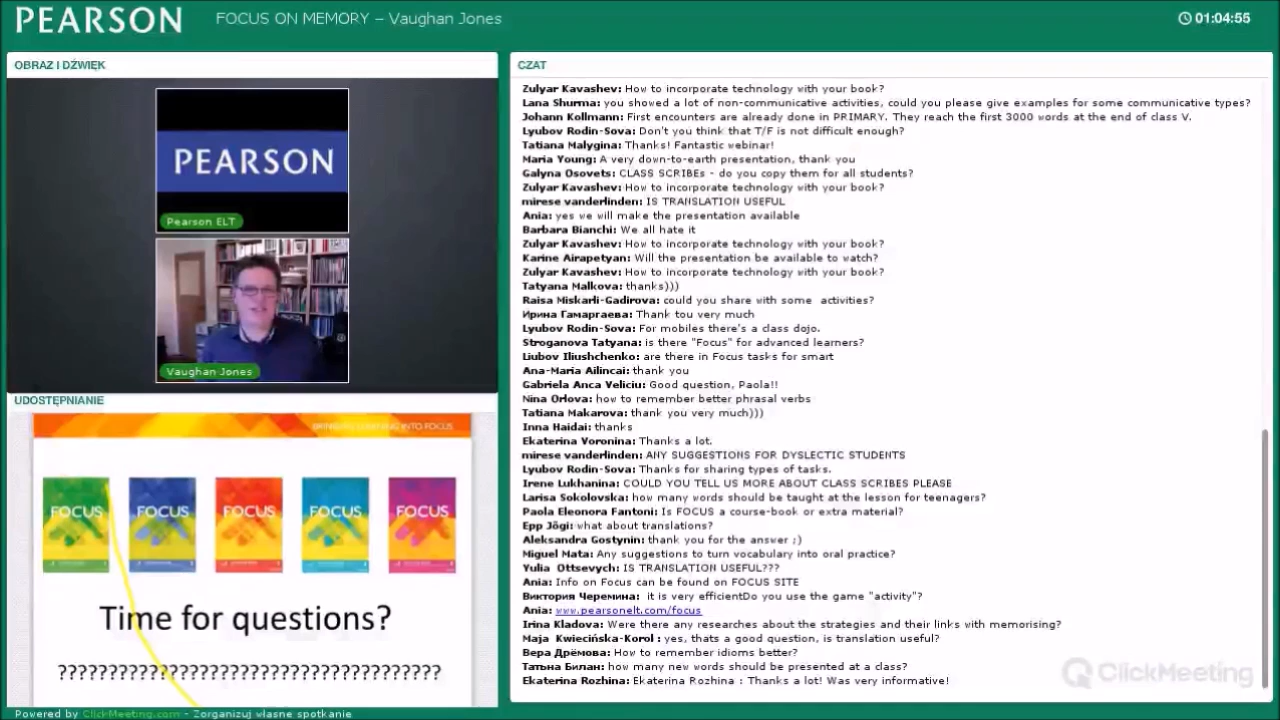 PEARSON
FOCUS ON MEMORY – Vaughan Jones
01:04:55
OBRAZ I DŹWIĘK
PEARSON
Pearson ELT
Vaughan Jones
UDOSTĘPNIANIE
FOCUS FOCUS FOCUS FOCUS FOCUS
Time for questions?
????????????????????????????????????
CZAT
Zulyar Kavashev: How to incorporate technology with your book?
Lana Shurma: you showed a lot of non-communicative activities, could you please give examples for some communicative types?
Johann Kollmann: First encounters are already done in PRIMARY. They reach the first 3000 words at the end of class V.
Lyubov Rodin-Sova: Don't you think that T/F is not difficult enough?
Tatiana Malygina: Thanks! Fantastic webinar!
Maria Young: A very down-to-earth presentation, thank you
Galyna Osovets: CLASS SCRIBEs - do you copy them for all students?
Zulyar Kavashev: How to incorporate technology with your book?
mirese vanderlinden: IS TRANSLATION USEFUL
Ania: yes we will make the presentation available
Barbara Bianchi: We all hate it
Zulyar Kavashev: How to incorporate technology with your book?
Karine Airapetyan: Will the presentation be available to watch?
Zulyar Kavashev: How to incorporate technology with your book?
Tatyana Malkova: thanks)))
Raisa Miskarli-Gadirova: could you share with some activities?
Ирина Гамаргаева: Thank tou very much
Lyubov Rodin-Sova: For mobiles there's a class dojo.
Stroganova Tatyana: is there "Focus" for advanced learners?
Liubov Iliushchenko: are there in Focus tasks for smart
Ana-Maria Ailincai: thank you
Gabriela Anca Veliciu: Good question, Paola!!
Nina Orlova: how to remember better phrasal verbs
Tatiana Makarova: thank you very much)))
Inna Haidai: thanks
Ekaterina Voronina: Thanks a lot.
mirese vanderlinden: ANY SUGGESTIONS FOR DYSLECTIC STUDENTS
Lyubov Rodin-Sova: Thanks for sharing types of tasks.
Irene Lukhanina: COULD YOU TELL US MORE ABOUT CLASS SCRIBES PLEASE
Larisa Sokolovska: how many words should be taught at the lesson for teenagers?
Paola Eleonora Fantoni: Is FOCUS a course-book or extra material?
Epp Jõgi: what about translations?
Aleksandra Gostynin: thank you for the answer ;)
Miguel Mata: Any suggestions to turn vocabulary into oral practice?
Yulia Ottsevych: IS TRANSLATION USEFUL???
Ania: Info on Focus can be found on FOCUS SITE
Виктория Черемина: it is very efficientDo you use the game "activity"?
Ania: www.pearsonelt.com/focus
Irina Kladova: Were there any researches about the strategies and their links with memorising?
Maja Kwiecińska-Korol : yes, thats a good question, is translation useful?
Вера Дрёмова: How to remember idioms better?
Татьна Билан: how many new words should be presented at a class?
Ekaterina Rozhina: Ekaterina Rozhina : Thanks a lot! Was very informative!
ClickMeeting
Powered by ClickMeeting.com - Zorganizuj własne spotkanie